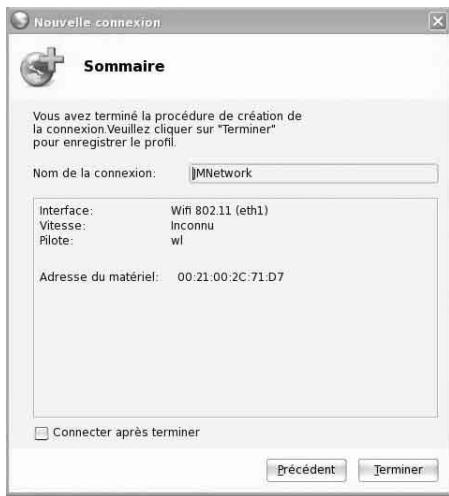 Nouvelle connexion
Sommaire
Vous avez terminé la procédure de création de
la connexion.Veuillez cliquer sur "Terminer"
pour enregistrer le profil.
Nom de la connexion: JMNetwork
Interface: Wifi 802.11 (eth1)
Vitesse: Inconnu
Pilote: wl
Adresse du matériel: 00:21:00:2C:71:D7
Connecter après terminer
Précédent Terminer